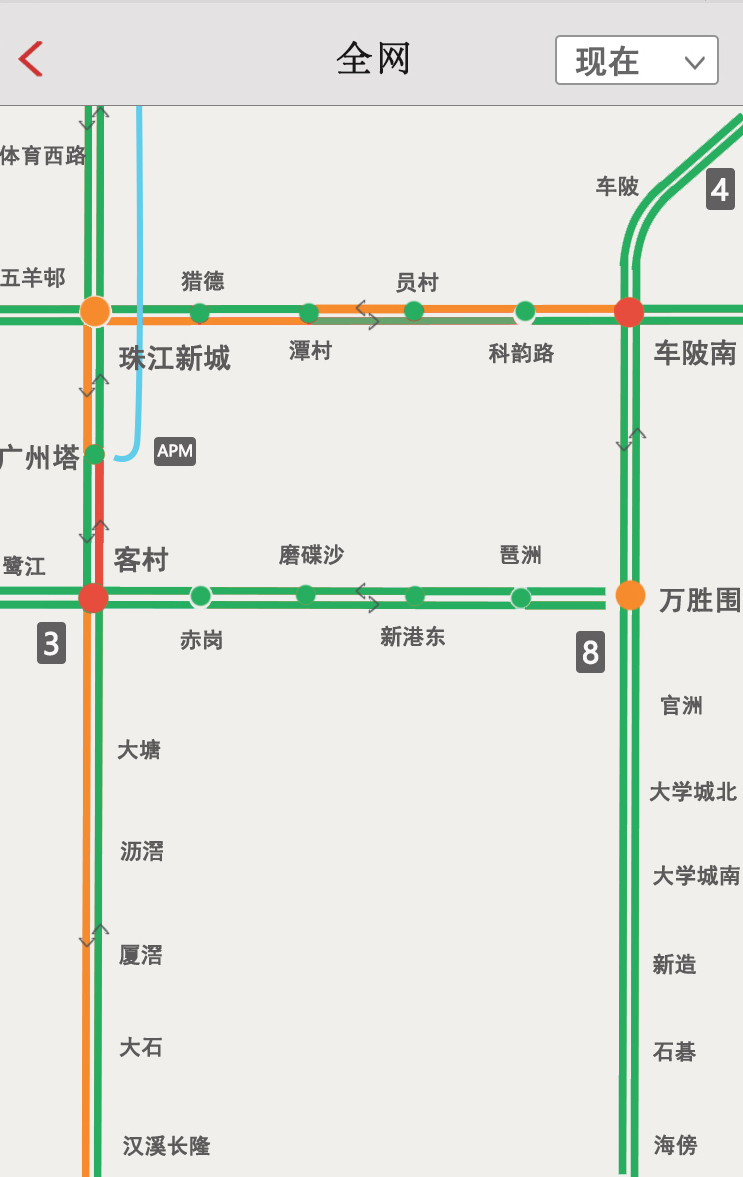 全网
现在
体育西路
车陂
4
五羊邨
猎德
员村
珠江新城
潭村
科韵路
车陂南
广州塔
APM
鹭江
客村
磨碟沙
琶洲
万胜围
3
赤岗
新港东
8
官洲
大塘
大学城北
沥滘
大学城南
厦滘
新造
大石
石碁
汉溪长隆
海傍